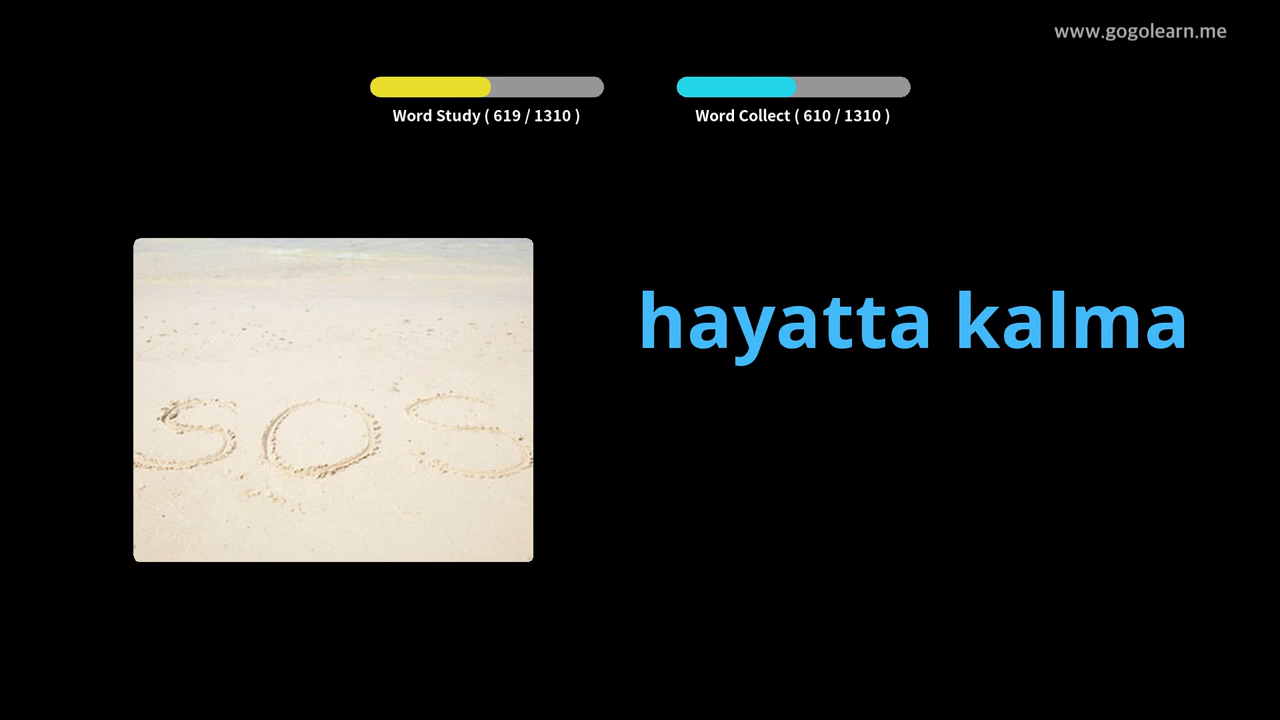 www.gogolearn.me
Word Study ( 619 / 1310 )
Word Collect ( 610 / 1310 )
SOS
hayatta kalma